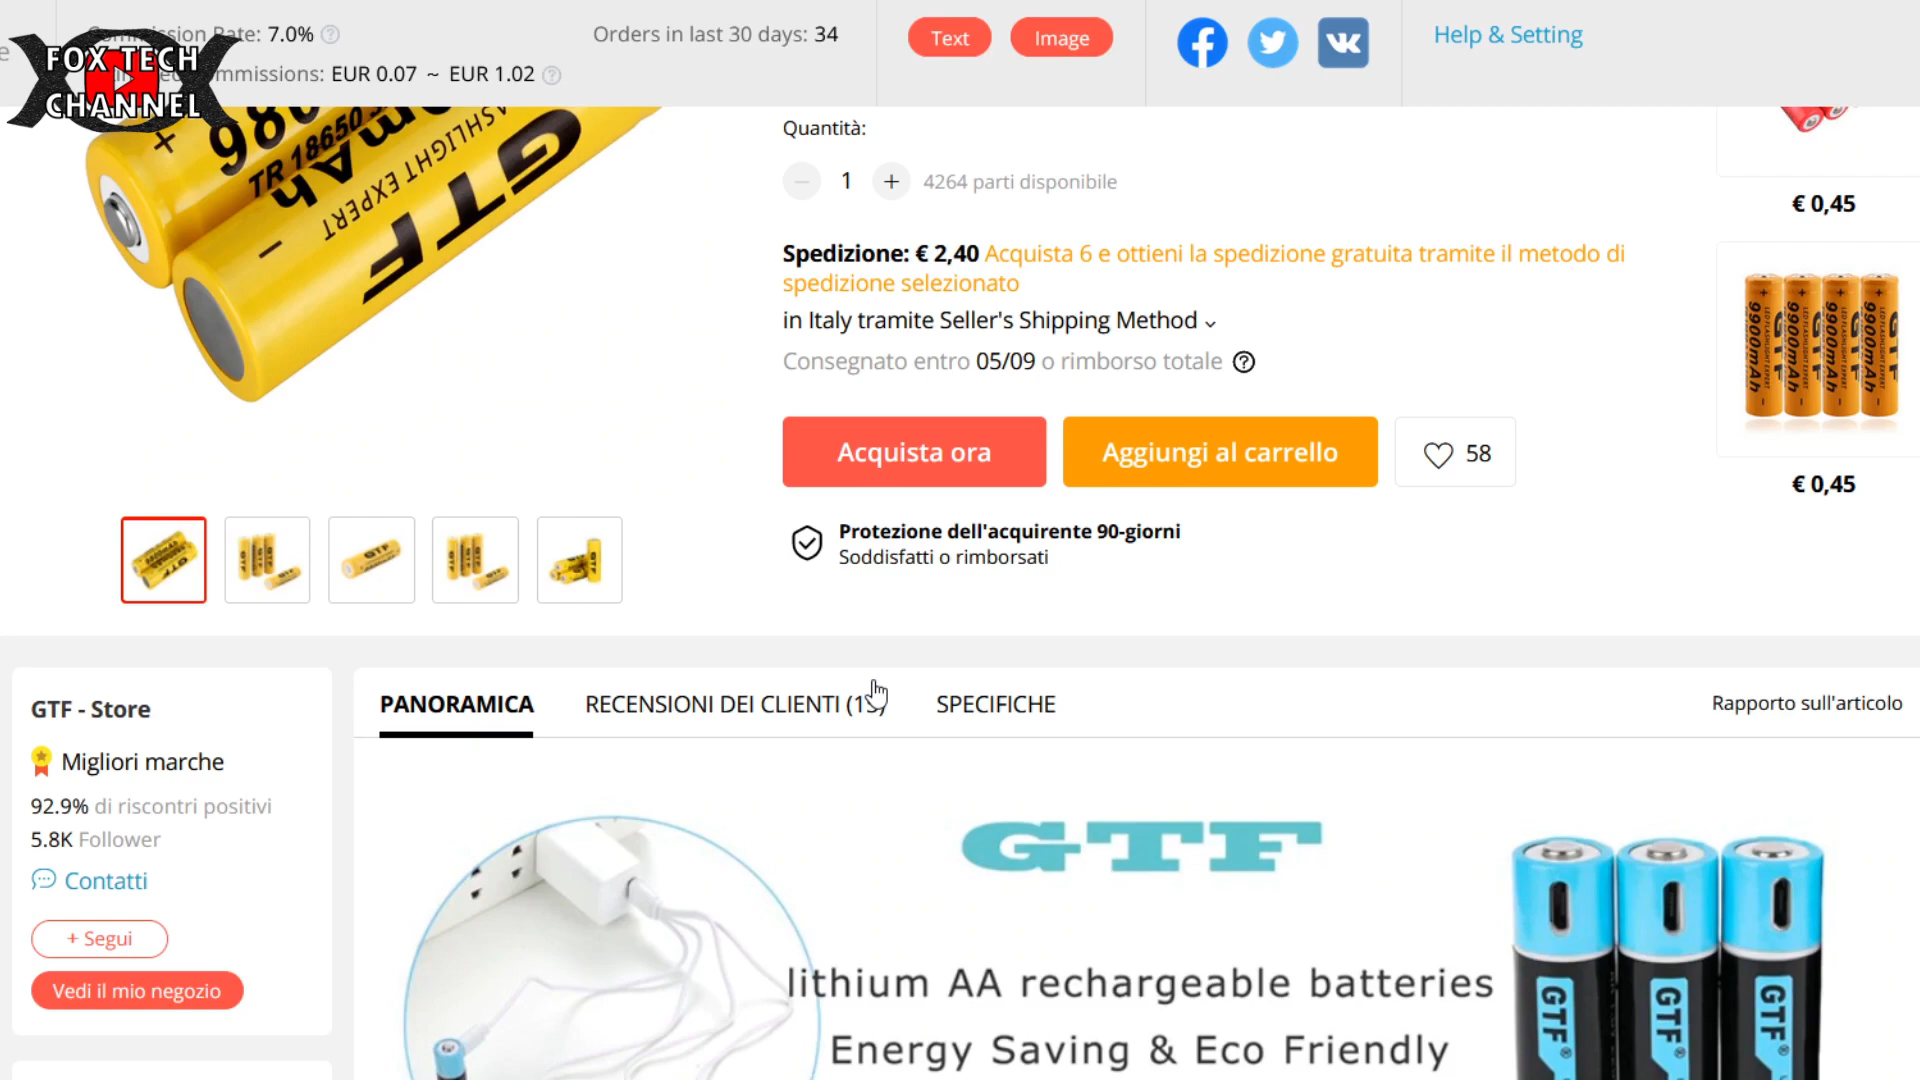 Commission Rate: 7.0%
Orders in last 30 days: 34
Text
Image
Help & Setting
mmissions: EUR 0.07 ~ EUR 1.02
FOX TECH
CHANNEL
TR 18650
mAh
FLASHLIGHT EXPERT
GTF
Quantità:
1
4264 parti disponibile
€ 0,45
Spedizione: € 2,40 Acquista 6 e ottieni la spedizione gratuita tramite il metodo di
spedizione selezionato
in Italy tramite Seller's Shipping Method
Consegnato entro 05/09 o rimborso totale
9900mAh
9900mAh
9900mAh
9900mAh
Acquista ora
Aggiungi al carrello
58
€ 0,45
Protezione dell'acquirente 90-giorni
Soddisfatti o rimborsati
GTF - Store
Migliori marche
92.9% di riscontri positivi
5.8K Follower
Contatti
+ Segui
Vedi il mio negozio
PANORAMICA
RECENSIONI DEI CLIENTI
SPECIFICHE
Rapporto sull'articolo
GTF
lithium AA rechargeable batteries
Energy Saving & Eco Friendly
GTF
GTF
GTF